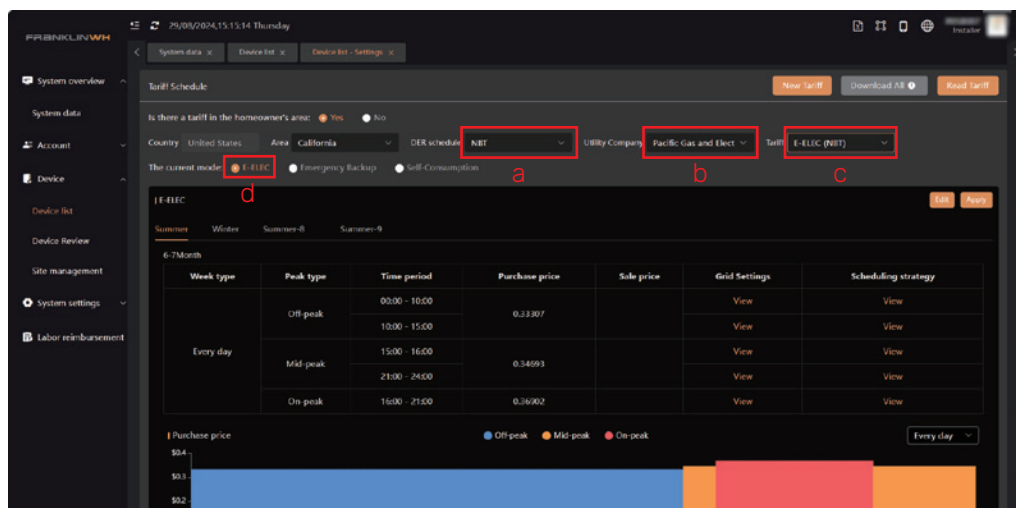 FRANKLINWH
29/08/2024,15:15:14 Thursday
Installer
System data x Device list x Device list - Settings x
System overview
System data
Account
Device
Device list
Device Review
Site management
System settings
Labor reimbursement
Tariff Schedule
New Tariff Download All Read Tariff
Is there a tariff in the homeowner's area: Yes No
Country United States Area California DER schedule NBT Utility Company Pacific Gas and Elect Tariff E-ELEC (NBT)
a b c
The current mode: E-ELEC Emergency Backup Self-Consumption
d
E-ELEC Edit Apply
Summer Winter Summer-8 Summer-9
6-7Month
Week type Peak type Time period Purchase price Sale price Grid Settings Scheduling strategy
Every day Off-peak 00:00 - 10:00 0.33307 View View
10:00 - 15:00 View View
Mid-peak 15:00 - 16:00 0.34693 View View
21:00 - 24:00 View View
On-peak 16:00 - 21:00 0.36902 View View
Purchase price Off-peak Mid-peak On-peak Every day
$0.4
$0.3
$0.2